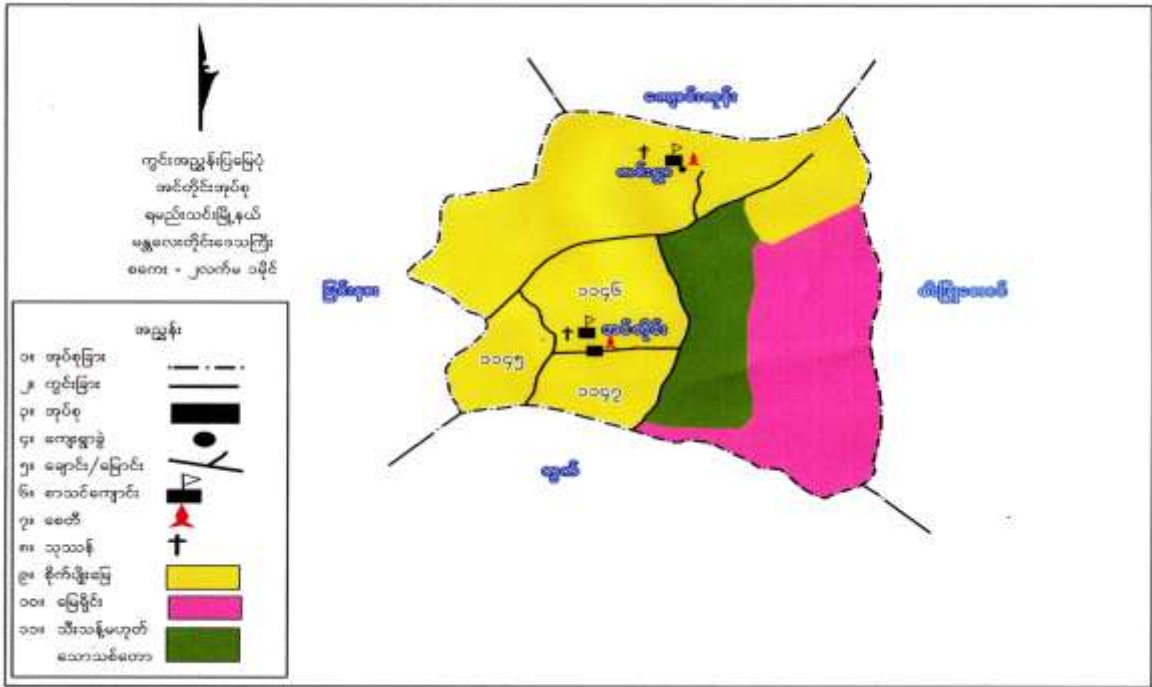 ကွင်းအညွှန်းပြမြေပုံ
အင်တိုင်းအုပ်စု
ရမည်းသင်းမြို့နယ်
မန္တလေးတိုင်းဒေသကြီး
စကေး - ၂လက်မ ၁မိုင်
အညွှန်း
၁။ အုပ်စုခြား
၂။ ကွင်းခြား
၃။ အုပ်စု
၄။ ကျေးရွာခွဲ
၅။ ချောင်း/မြောင်း
၆။ စာသင်ကျောင်း
၇။ စေတီ
၈။ သုဿန်
၉။ စိုက်ပျိုးမြေ
၁၀။ မြေရိုင်း
၁၁။ သီးသန့်မဟုတ်
သောသစ်တော
၁၁၄၆
အင်တိုင်း
၁၁၄၅
၁၁၄၇